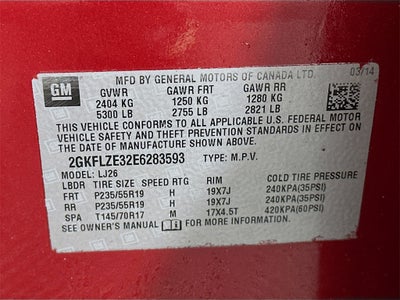 GM
MFD BY GENERAL MOTORS OF CANADA LTD. 03/14
GVWR GAWR FRT GAWR RR
2404 KG 1250 KG 1280 KG
5300 LB 2755 LB 2821 LB
THIS VEHICLE CONFORMS TO ALL APPLICABLE U.S. FEDERAL MOTOR
VEHICLE SAFETY, BUMPER, AND THEFT PREVENTION STANDARDS IN EFFECT ON THE
DATE OF MANUFACTURE SHOWN ABOVE.
2GKFLZE32E6283593 TYPE: M.P.V.
MODEL: LJ26
LBDR TIRE SIZE SPEED RTG RIM COLD TIRE PRESSURE
FRT P235/55R19 H 19X7J 240KPA(35PSI)
RR P235/55R19 H 19X7J 240KPA(35PSI)
SPA T145/70R17 M 17X4.5T 420KPA(60PSI)
SEE OWNER'S MANUAL FOR MORE INFORMATION.